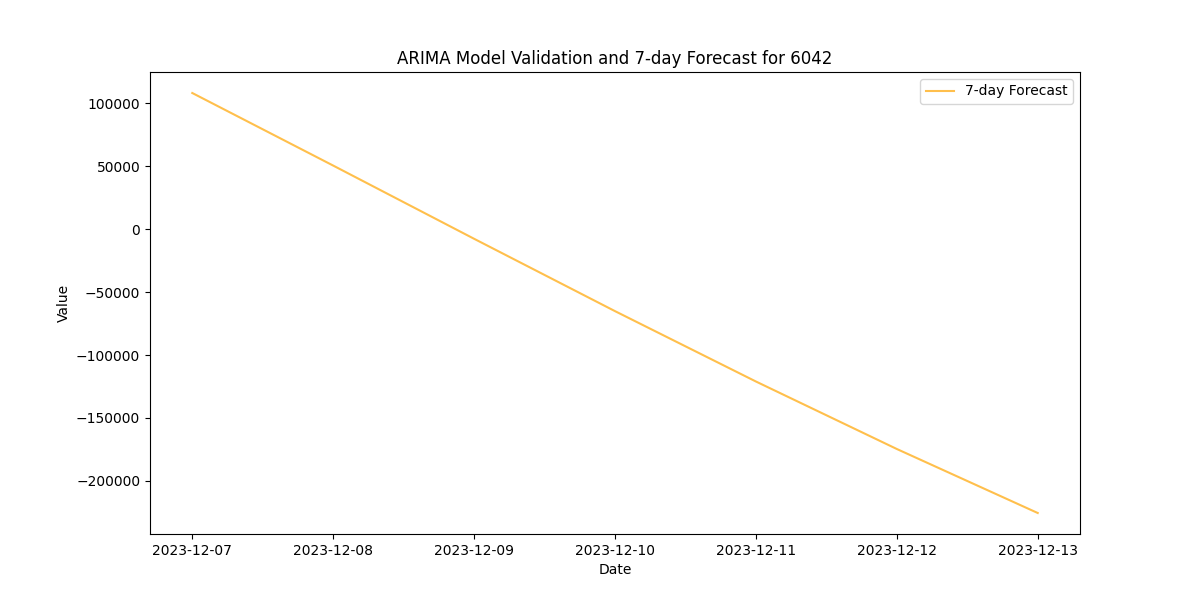 ARIMA Model Validation and 7-day Forecast for 6042
7-day Forecast
100000
50000
0
−50000
−100000
−150000
−200000
Value
2023-12-07 2023-12-08 2023-12-09 2023-12-10 2023-12-11 2023-12-12 2023-12-13
Date